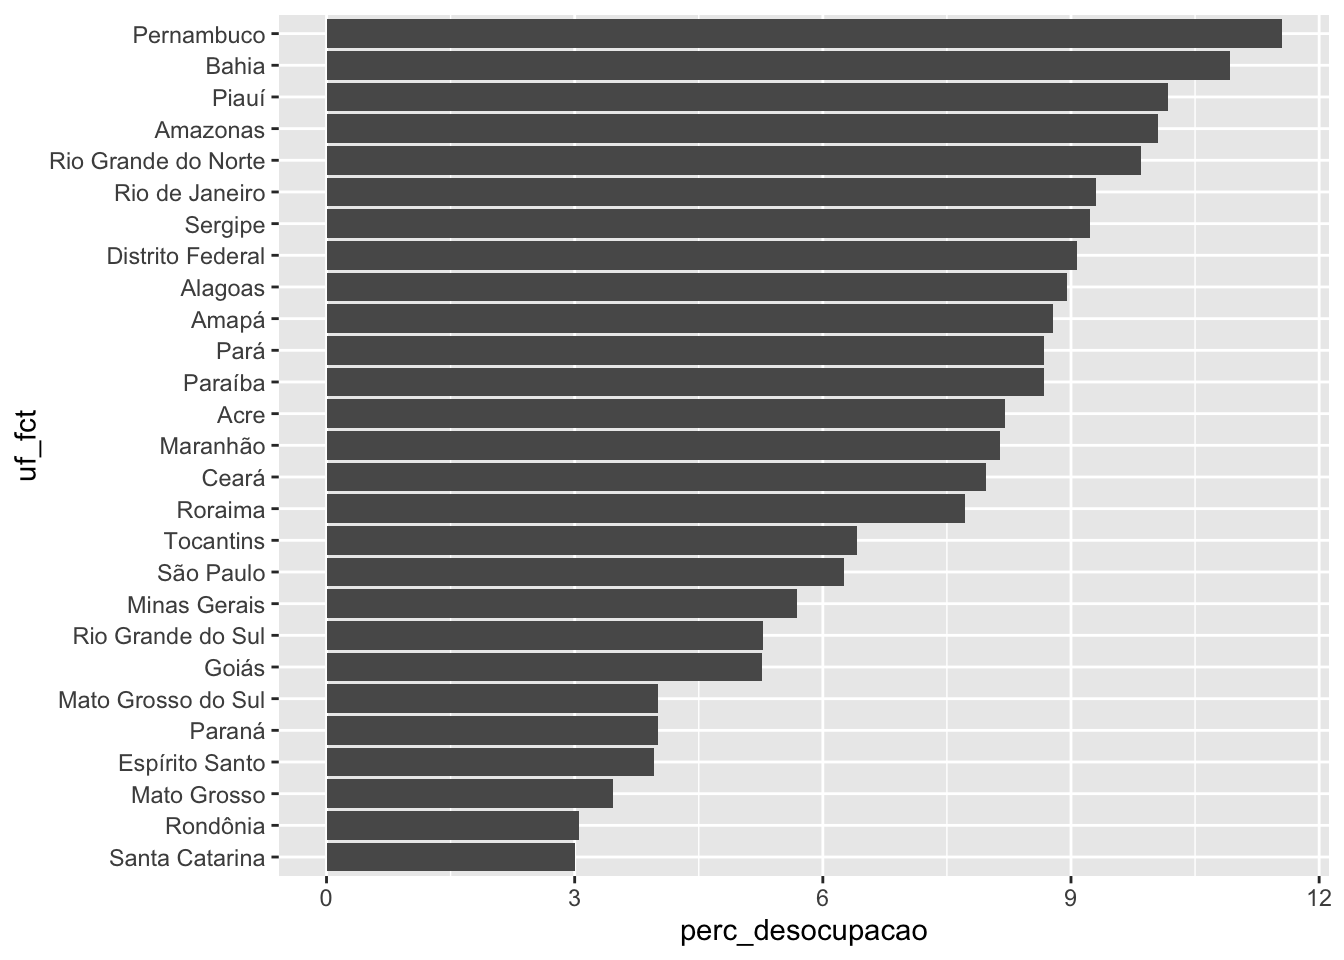 Pernambuco
Bahia
Piauí
Amazonas
Rio Grande do Norte
Rio de Janeiro
Sergipe
Distrito Federal
Alagoas
Amapá
Pará
Paraíba
Acre
Maranhão
Ceará
Roraima
Tocantins
São Paulo
Minas Gerais
Rio Grande do Sul
Goiás
Mato Grosso do Sul
Paraná
Espírito Santo
Mato Grosso
Rondônia
Santa Catarina
uf_fct
0 3 6 9 12
perc_desocupacao